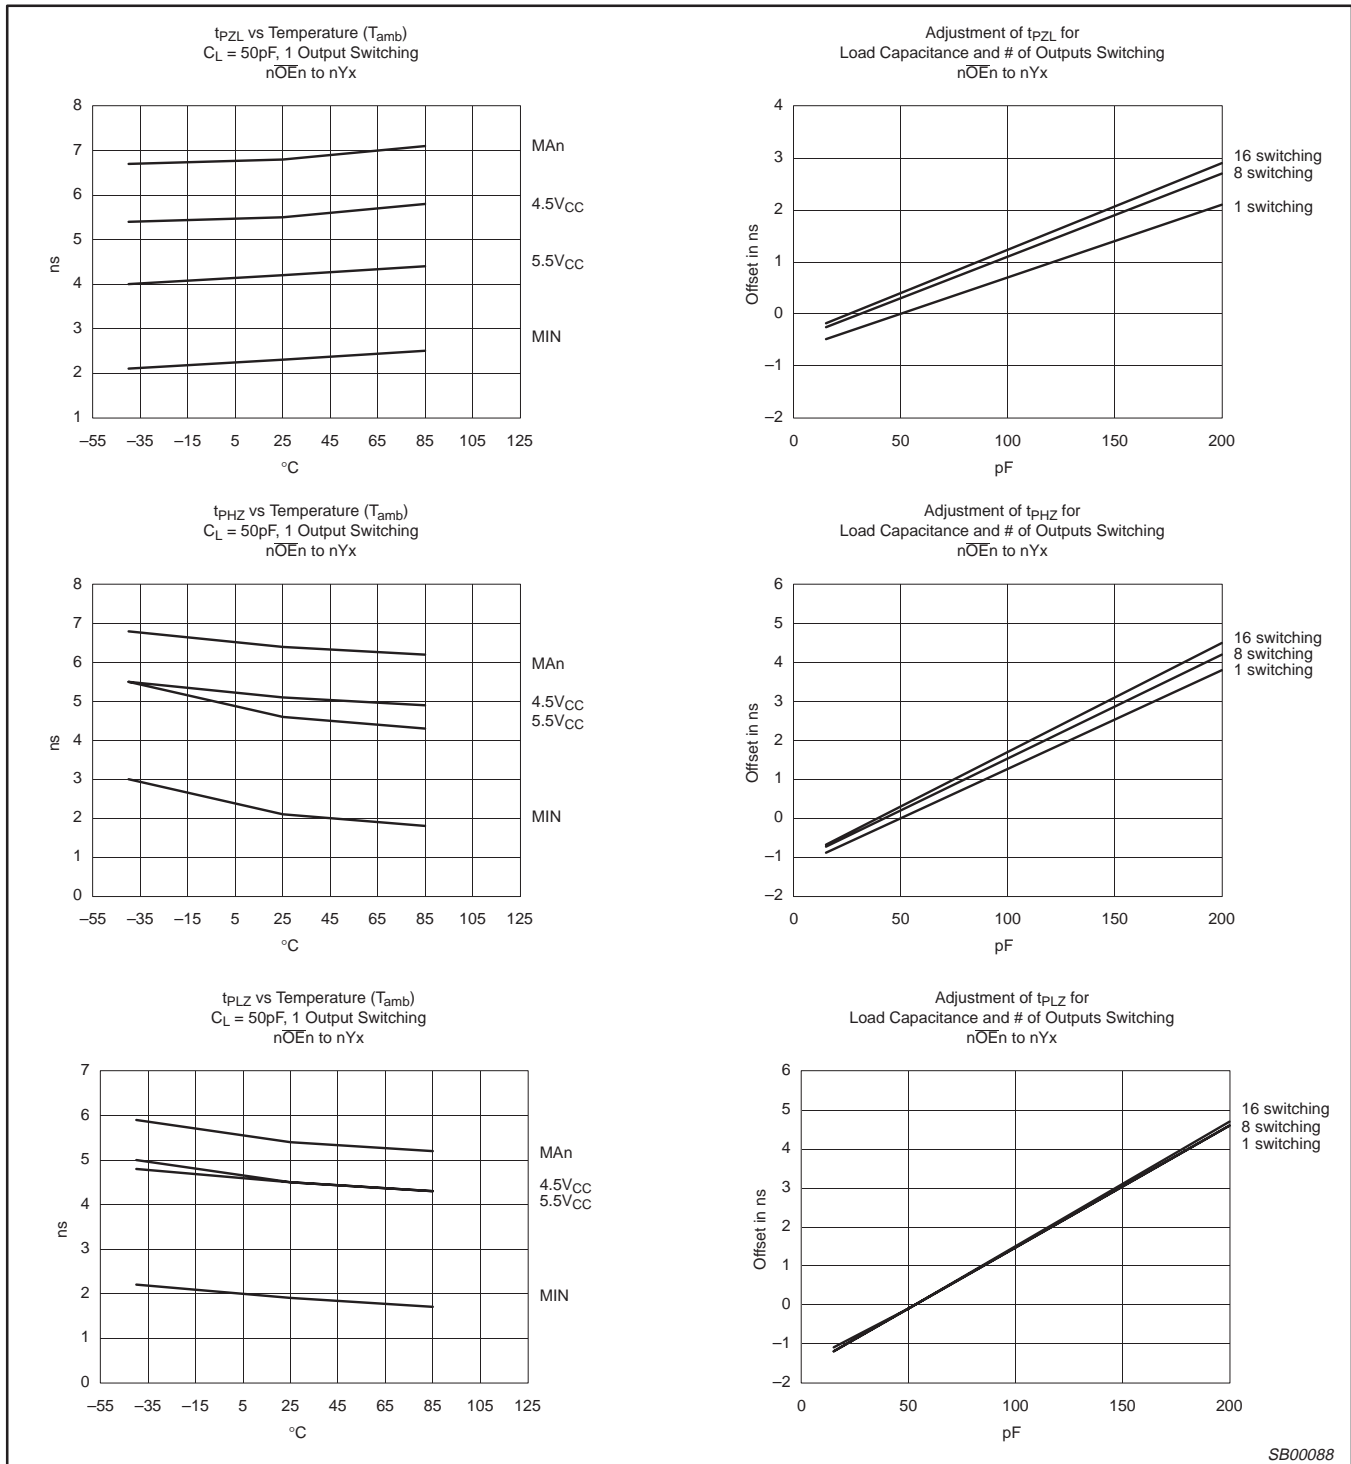 tPZL vs Temperature (Tamb)
CL = 50pF, 1 Output Switching
nOEn to nYx
8
7
6
5
4
3
2
1
ns
MAn
4.5VCC
5.5VCC
MIN
–55 –35 –15 5 25 45 65 85 105 125
°C
Adjustment of tPZL for
Load Capacitance and # of Outputs Switching
nOEn to nYx
4
3
2
1
0
–1
–2
Offset in ns
16 switching
8 switching
1 switching
0 50 100 150 200
pF
tPHZ vs Temperature (Tamb)
CL = 50pF, 1 Output Switching
nOEn to nYx
8
7
6
5
4
3
2
1
0
ns
MAn
4.5VCC
5.5VCC
MIN
–55 –35 –15 5 25 45 65 85 105 125
°C
Adjustment of tPHZ for
Load Capacitance and # of Outputs Switching
nOEn to nYx
6
5
4
3
2
1
0
–1
–2
Offset in ns
16 switching
8 switching
1 switching
0 50 100 150 200
pF
tPLZ vs Temperature (Tamb)
CL = 50pF, 1 Output Switching
nOEn to nYx
7
6
5
4
3
2
1
0
ns
MAn
4.5VCC
5.5VCC
MIN
–55 –35 –15 5 25 45 65 85 105 125
°C
Adjustment of tPLZ for
Load Capacitance and # of Outputs Switching
nOEn to nYx
6
5
4
3
2
1
0
–1
–2
Offset in ns
16 switching
8 switching
1 switching
0 50 100 150 200
pF
SB00088